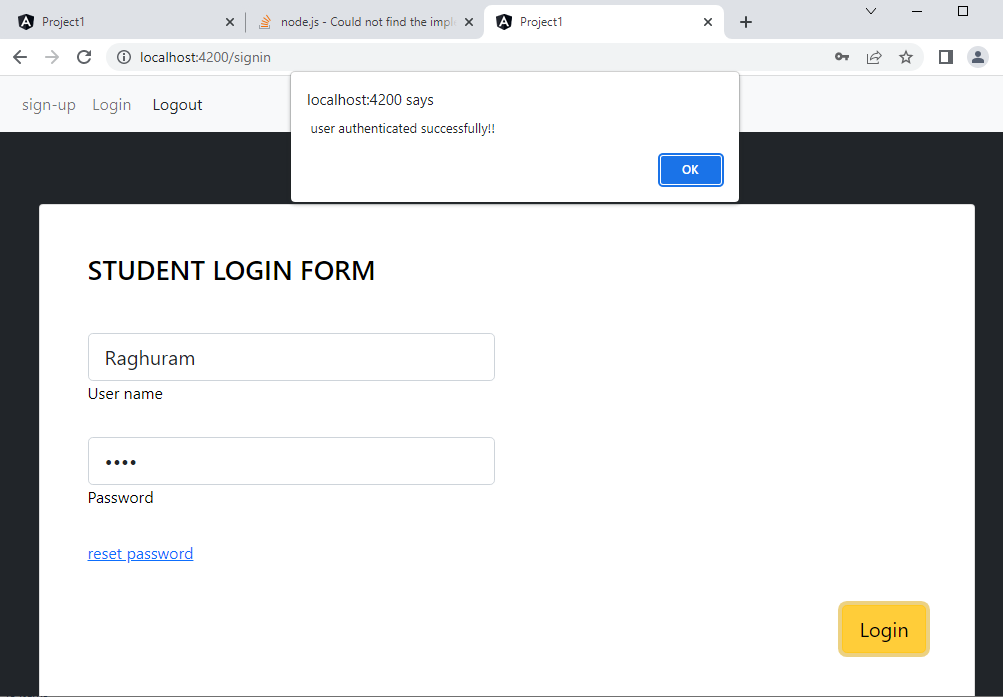 Project1
node.js - Could not find the imple
Project1
localhost:4200/signin
sign-up Login Logout
localhost:4200 says
user authenticated successfully!!
OK
STUDENT LOGIN FORM
Raghuram
User name
••••
Password
reset password
Login